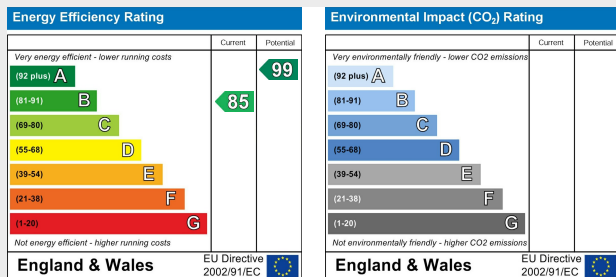 Energy Efficiency Rating
Current Potential
Very energy efficient - lower running costs
(92 plus) A
99
(81-91) B
85
(69-80) C
(55-68) D
(39-54) E
(21-38) F
(1-20) G
Not energy efficient - higher running costs
England & Wales
EU Directive
2002/91/EC
Environmental Impact (CO₂) Rating
Current Potential
Very environmentally friendly - lower CO2 emissions
(92 plus) A
(81-91) B
(69-80) C
(55-68) D
(39-54) E
(21-38) F
(1-20) G
Not environmentally friendly - higher CO2 emissions
England & Wales
EU Directive
2002/91/EC